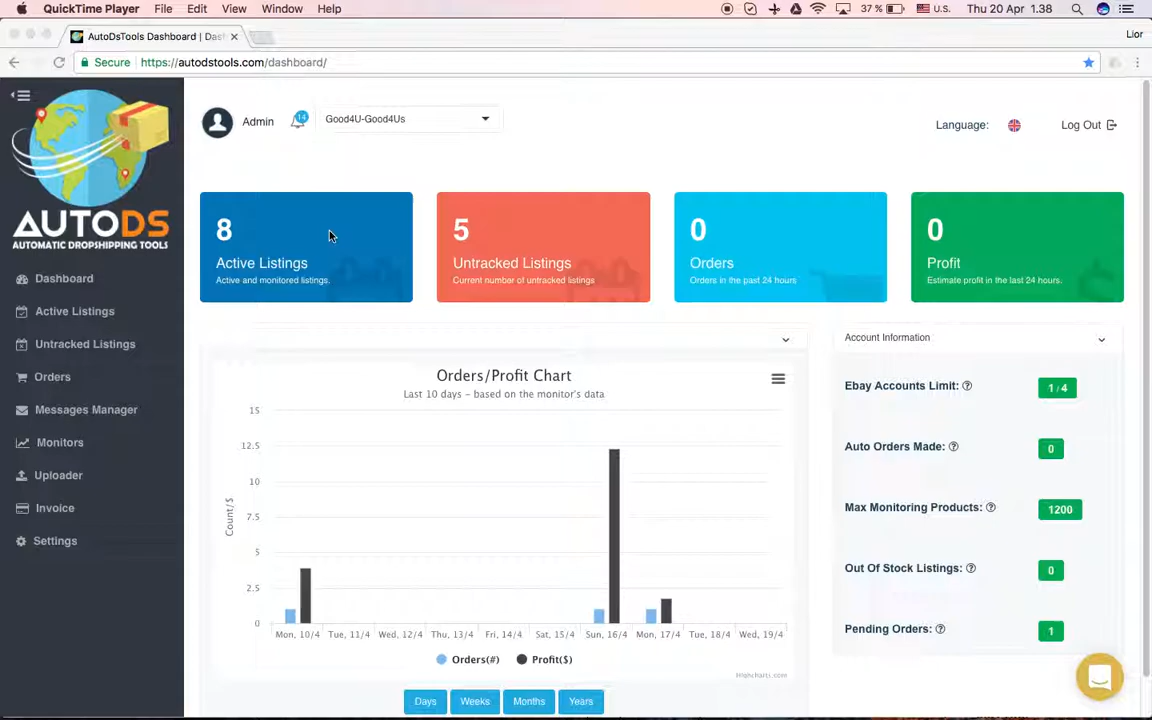 QuickTime Player File Edit View Window Help 37 % U.S. Thu 20 Apr 1.38
AutoDsTools Dashboard | Das
Lior
Secure https://autodstools.com/dashboard/
Admin 14 Good4U-Good4Us Language: Log Out
AUTODS
AUTOMATIC DROPSHIPPING TOOLS
Dashboard
Active Listings
Untracked Listings
Orders
Messages Manager
Monitors
Uploader
Invoice
Settings
8
Active Listings
Active and monitored listings.
5
Untracked Listings
Current number of untracked listings
0
Orders
Orders in the past 24 hours
0
Profit
Estimate profit in the last 24 hours.
Orders/Profit Chart
Last 10 days – based on the monitor's data
Count/$
15
12.5
10
7.5
5
2.5
0
Mon, 10/4 Tue, 11/4 Wed, 12/4 Thu, 13/4 Fri, 14/4 Sat, 15/4 Sun, 16/4 Mon, 17/4 Tue, 18/4 Wed, 19/4
Orders(#) Profit($)
Highcharts.com
Days Weeks Months Years
Account Information
Ebay Accounts Limit: ? 1 / 4
Auto Orders Made: ? 0
Max Monitoring Products: ? 1200
Out Of Stock Listings: ? 0
Pending Orders: ? 1